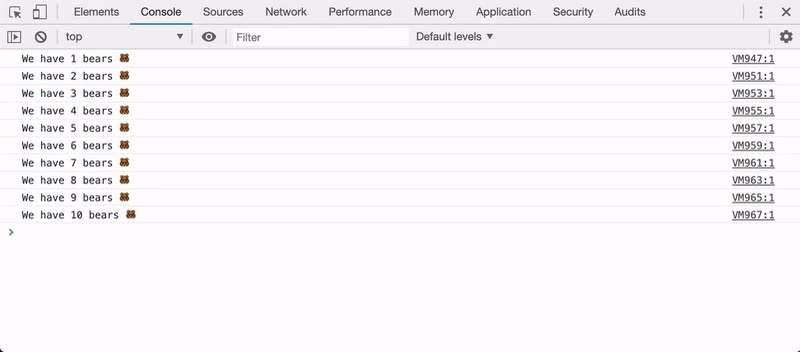 Elements Console Sources Network Performance Memory Application Security Audits
top Filter Default levels
We have 1 bears 🐻 VM947:1
We have 2 bears 🐻 VM951:1
We have 3 bears 🐻 VM953:1
We have 4 bears 🐻 VM955:1
We have 5 bears 🐻 VM957:1
We have 6 bears 🐻 VM959:1
We have 7 bears 🐻 VM961:1
We have 8 bears 🐻 VM963:1
We have 9 bears 🐻 VM965:1
We have 10 bears 🐻 VM967:1